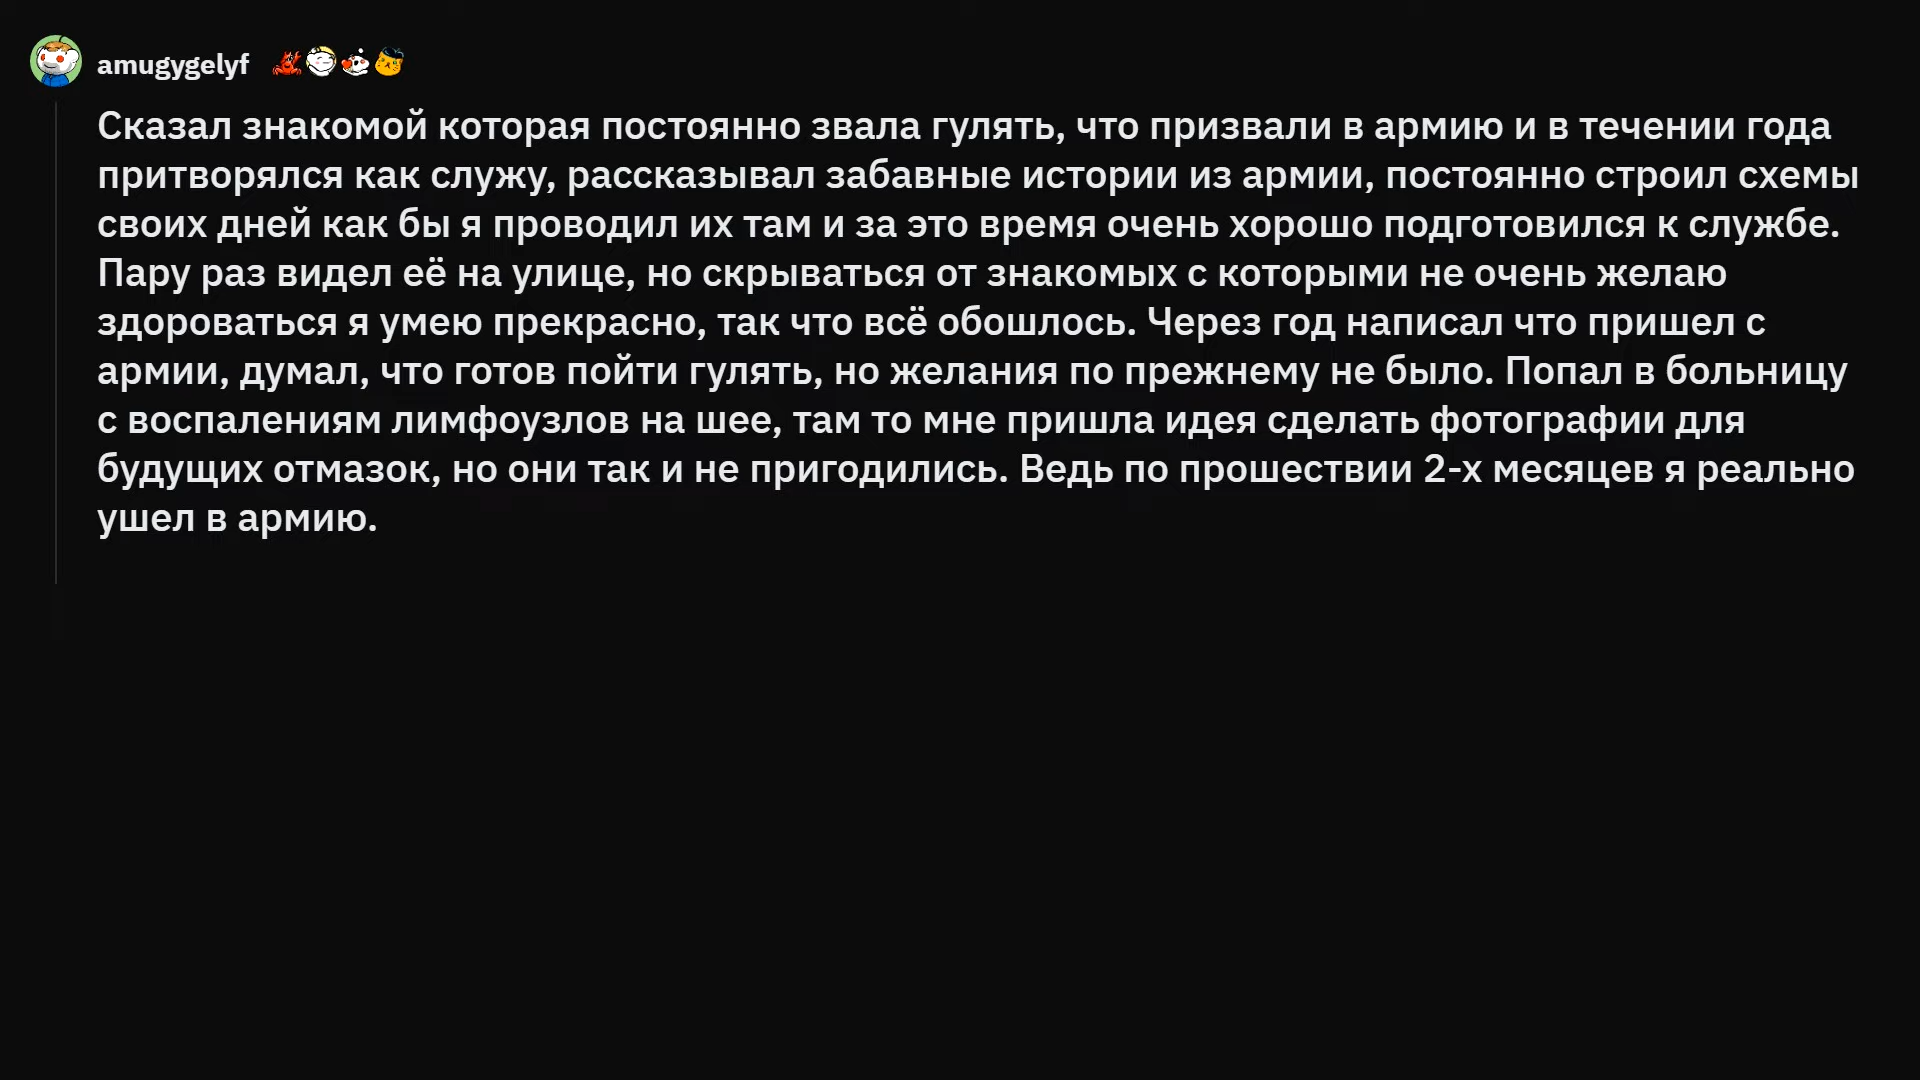 amugygelyf
Сказал знакомой которая постоянно звала гулять, что призвали в армию и в течении года
притворялся как служу, рассказывал забавные истории из армии, постоянно строил схемы
своих дней как бы я проводил их там и за это время очень хорошо подготовился к службе.
Пару раз видел её на улице, но скрываться от знакомых с которыми не очень желаю
здороваться я умею прекрасно, так что всё обошлось. Через год написал что пришел с
армии, думал, что готов пойти гулять, но желания по прежнему не было. Попал в больницу
с воспалениям лимфоузлов на шее, там то мне пришла идея сделать фотографии для
будущих отмазок, но они так и не пригодились. Ведь по прошествии 2-х месяцев я реально
ушел в армию.